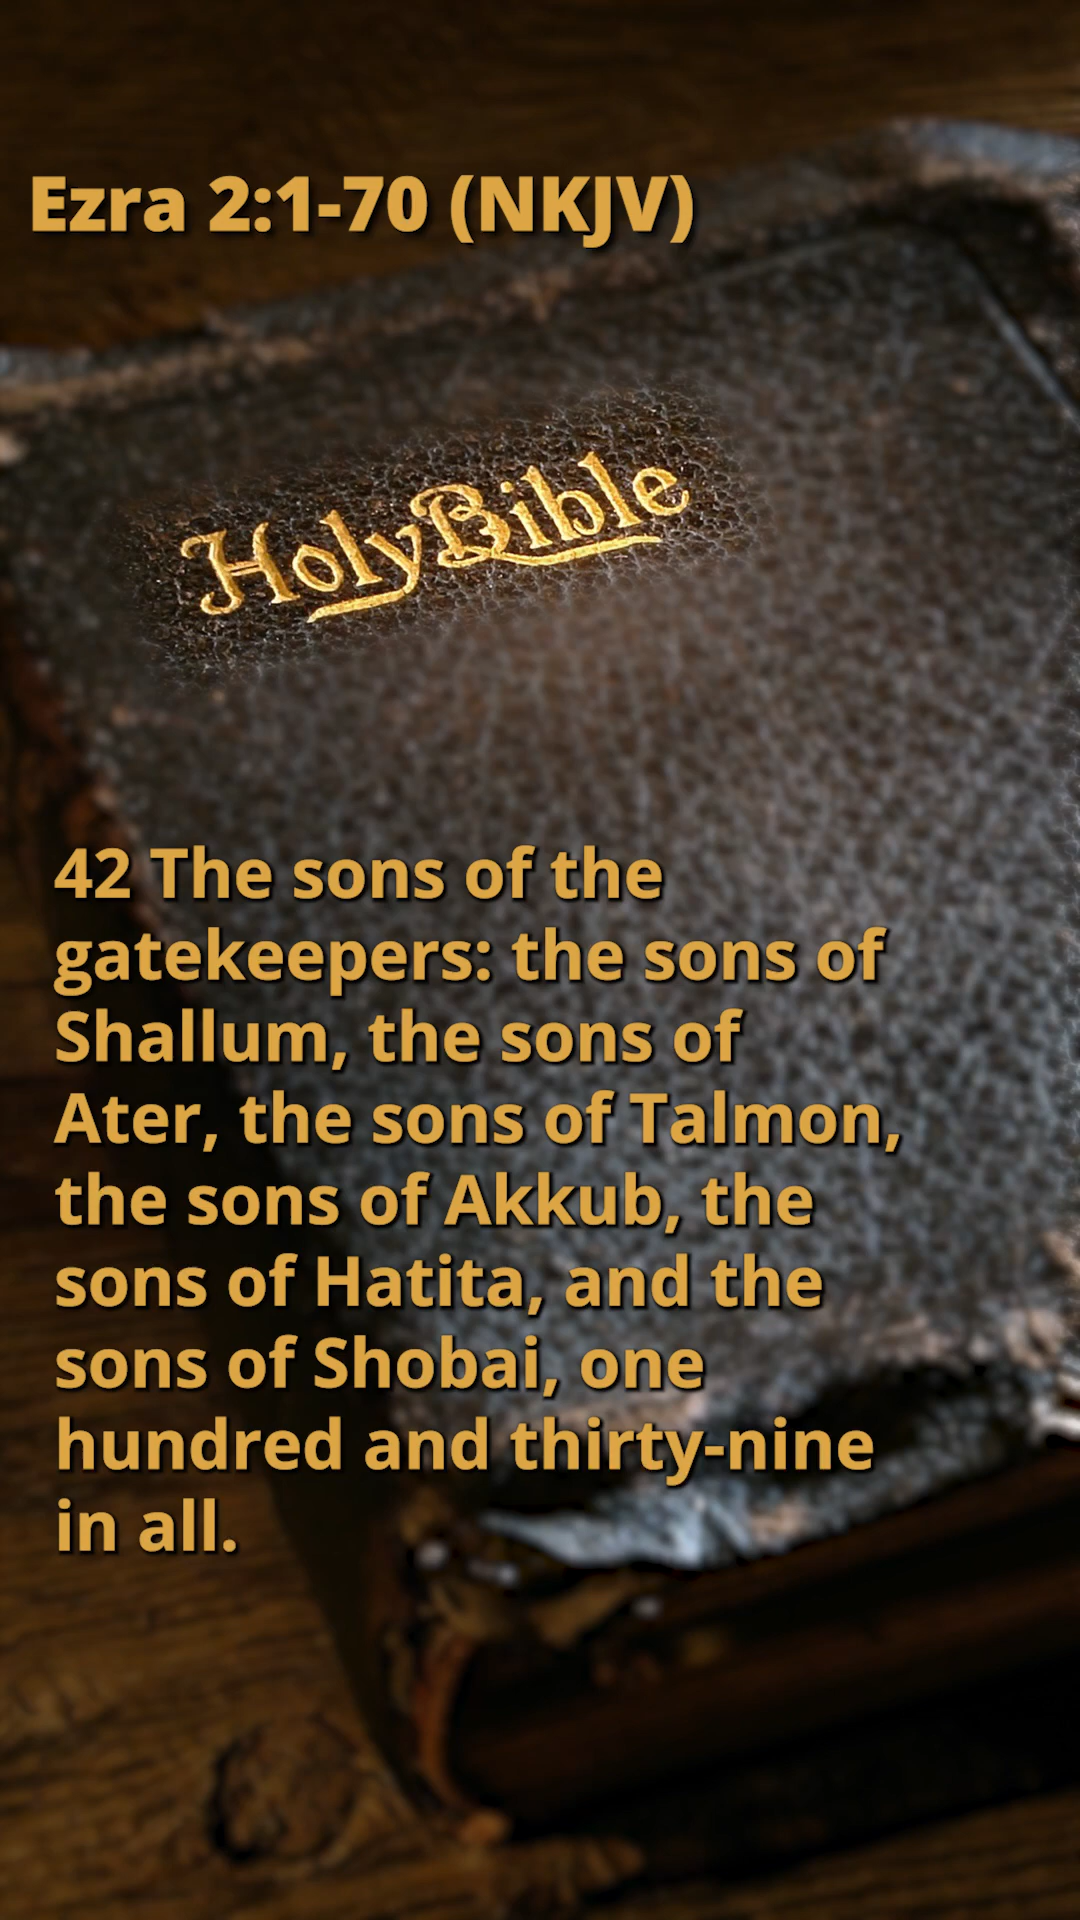 Ezra 2:1-70 (NKJV)
HolyBible
42 The sons of the
gatekeepers: the sons of
Shallum, the sons of
Ater, the sons of Talmon,
the sons of Akkub, the
sons of Hatita, and the
sons of Shobai, one
hundred and thirty-nine
in all.